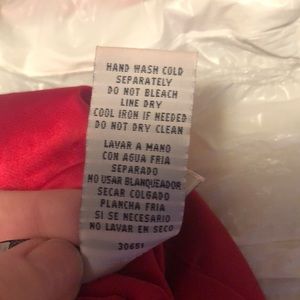 HAND WASH COLD
SEPARATELY
DO NOT BLEACH
LINE DRY
COOL IRON IF NEEDED
DO NOT DRY CLEAN
LAVAR A MANO
CON AGUA FRIA
SEPARADO
NO USAR BLANQUEADOR
SECAR COLGADO
PLANCHA FRIA
SI SE NECESARIO
NO LAVAR EN SECO
30651